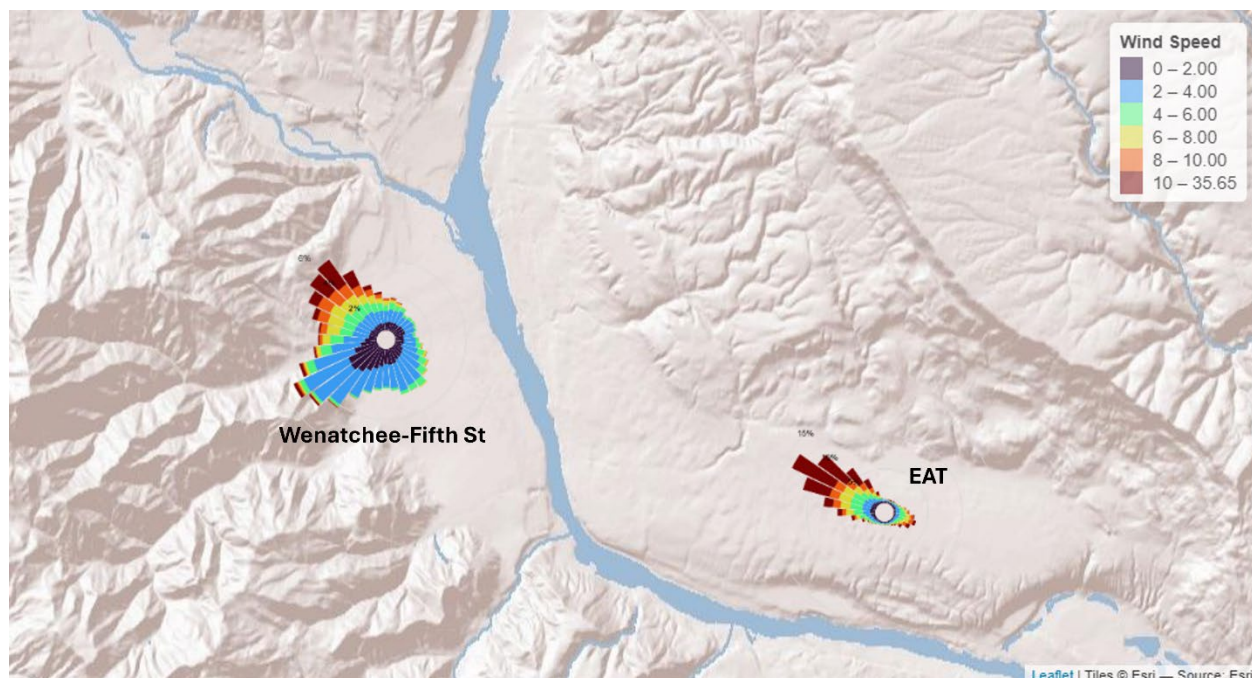 Wind Speed
0 – 2.00
2 – 4.00
4 – 6.00
6 – 8.00
8 – 10.00
10 – 35.65
6%
2%
Wenatchee-Fifth St
15%
EAT
Leaflet | Tiles © Esri — Source: Esri